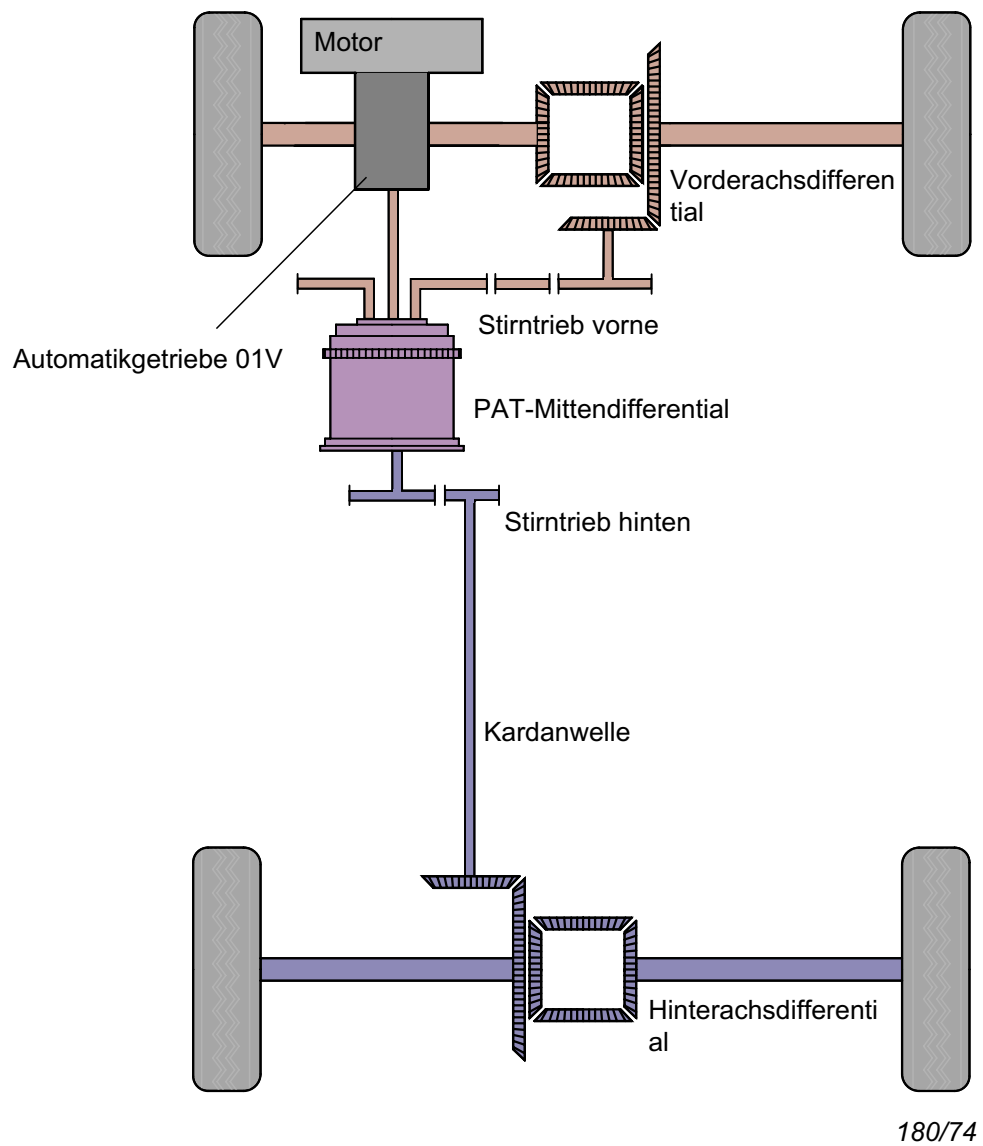 Motor
Vorderachsdifferen
tial
Stirntrieb vorne
Automatikgetriebe 01V
PAT-Mittendifferential
Stirntrieb hinten
Kardanwelle
Hinterachsdifferenti
al
180/74